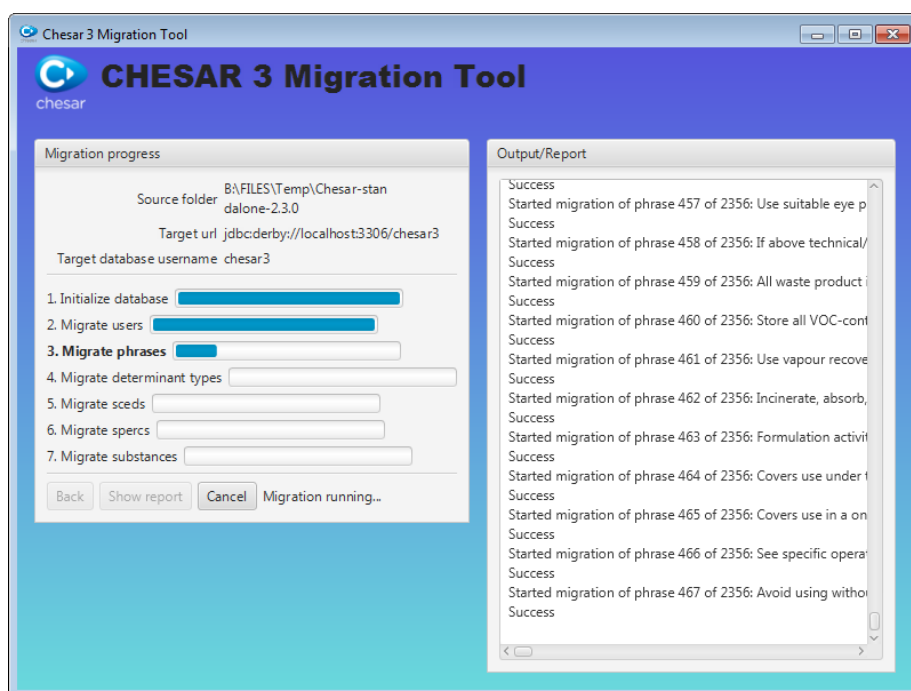 Chesar 3 Migration Tool
CHESAR 3 Migration Tool
chesar
Migration progress
Source folder B:\FILES\Temp\Chesar-stan
dalone-2.3.0
Target url jdbc:derby://localhost:3306/chesar3
Target database username chesar3
1. Initialize database
2. Migrate users
3. Migrate phrases
4. Migrate determinant types
5. Migrate sceds
6. Migrate spercs
7. Migrate substances
Back Show report Cancel Migration running...
Output/Report
Success
Started migration of phrase 457 of 2356: Use suitable eye p
Success
Started migration of phrase 458 of 2356: If above technical/
Success
Started migration of phrase 459 of 2356: All waste product i
Success
Started migration of phrase 460 of 2356: Store all VOC-cont
Success
Started migration of phrase 461 of 2356: Use vapour recove
Success
Started migration of phrase 462 of 2356: Incinerate, absorb,
Success
Started migration of phrase 463 of 2356: Formulation activit
Success
Started migration of phrase 464 of 2356: Covers use under t
Success
Started migration of phrase 465 of 2356: Covers use in a on
Success
Started migration of phrase 466 of 2356: See specific operat
Success
Started migration of phrase 467 of 2356: Avoid using withou
Success